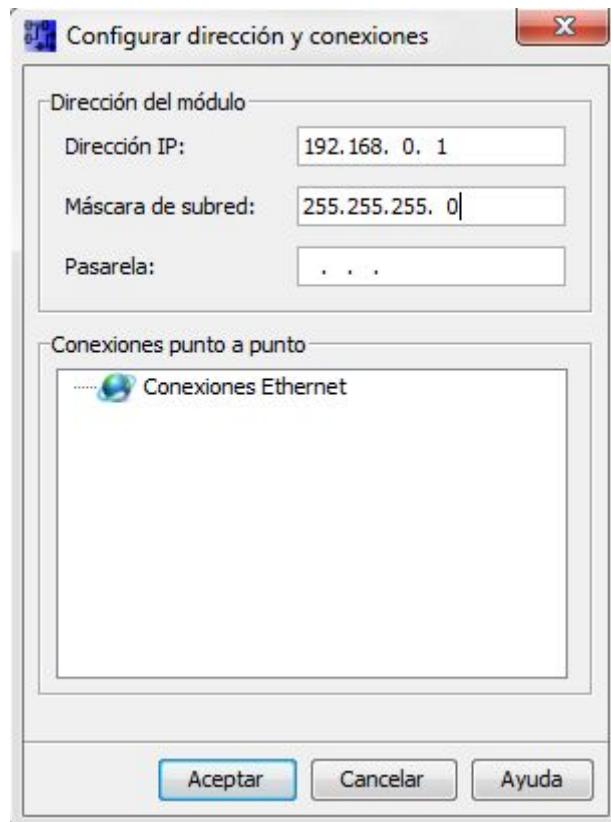 Configurar dirección y conexiones
Dirección del módulo
Dirección IP: 192.168. 0. 1
Máscara de subred: 255.255.255. 0
Pasarela: . . .
Conexiones punto a punto
Conexiones Ethernet
Aceptar Cancelar Ayuda